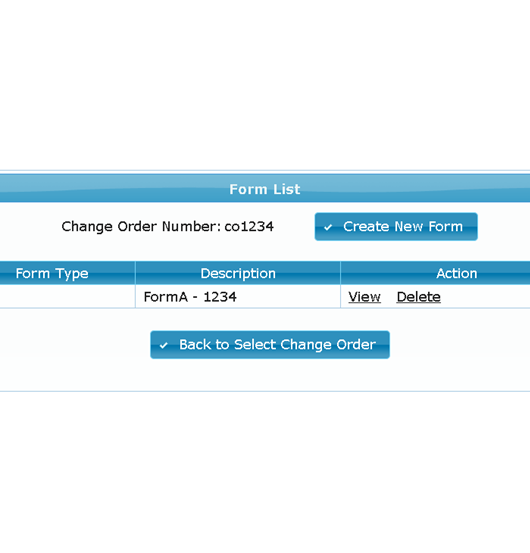 Form List
Change Order Number: co1234 Create New Form
Form Type Description Action
FormA - 1234 View Delete
Back to Select Change Order